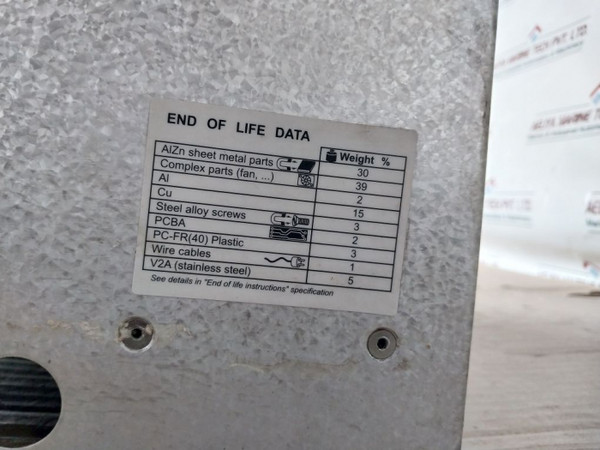 END OF LIFE DATA
Weight %
AlZn sheet metal parts 30
Complex parts (fan, ...) 39
Al 2
Cu 15
Steel alloy screws 3
PCBA 2
PC-FR(40) Plastic 3
Wire cables 1
V2A (stainless steel) 5
See details in "End of life instructions" specification